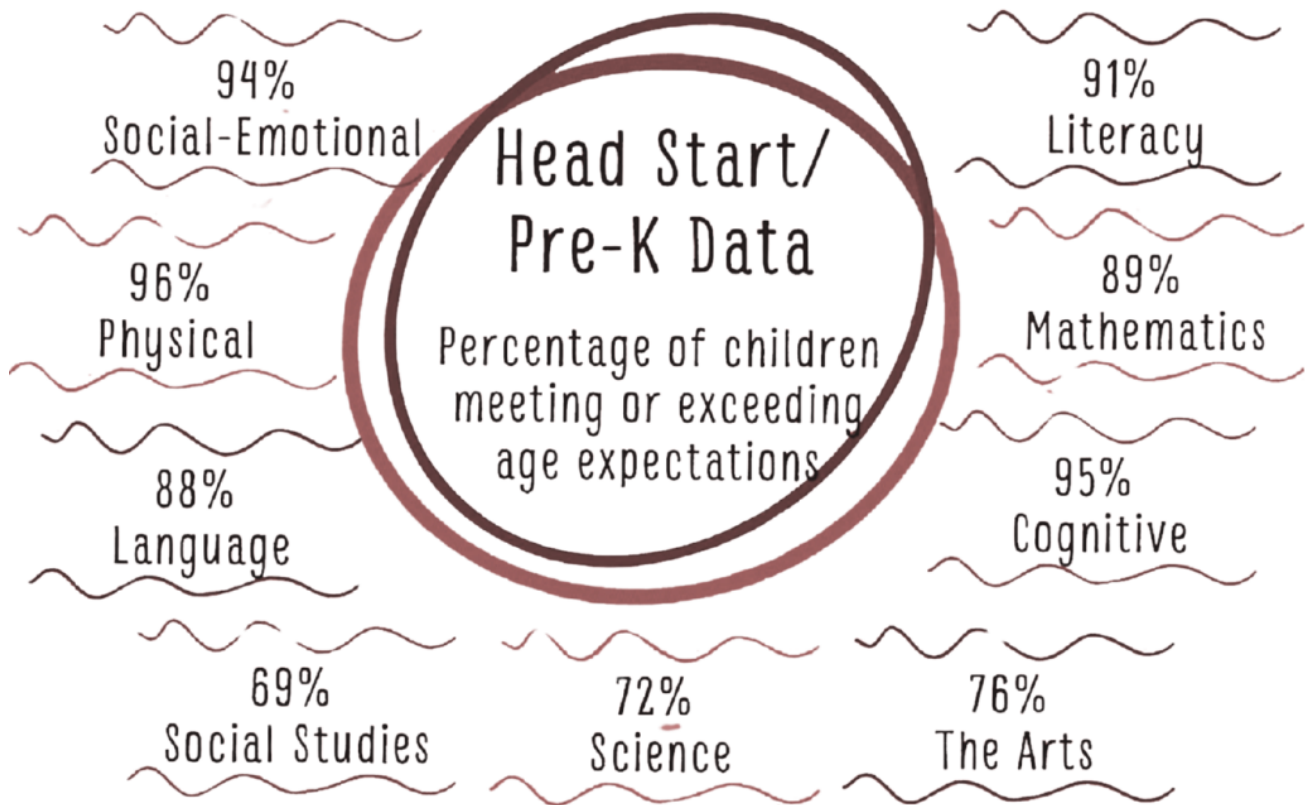 Head Start/
Pre-K Data
Percentage of children
meeting or exceeding
age expectations
94%
Social-Emotional
96%
Physical
88%
Language
69%
Social Studies
72%
Science
76%
The Arts
95%
Cognitive
89%
Mathematics
91%
Literacy